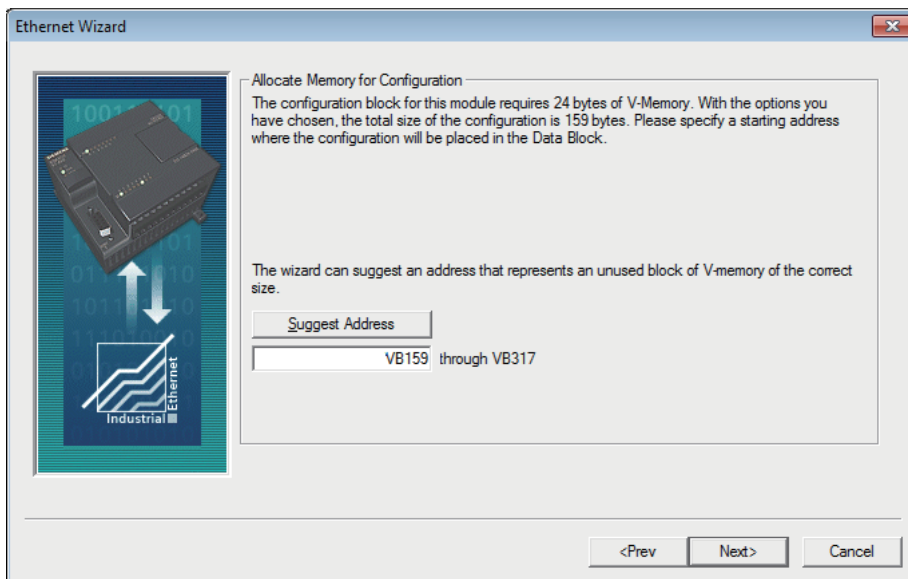 Ethernet Wizard
Allocate Memory for Configuration
The configuration block for this module requires 24 bytes of V-Memory. With the options you
have chosen, the total size of the configuration is 159 bytes. Please specify a starting address
where the configuration will be placed in the Data Block.
The wizard can suggest an address that represents an unused block of V-memory of the correct
size.
Suggest Address
VB159 through VB317
Industrial
Ethernet
<Prev
Next>
Cancel